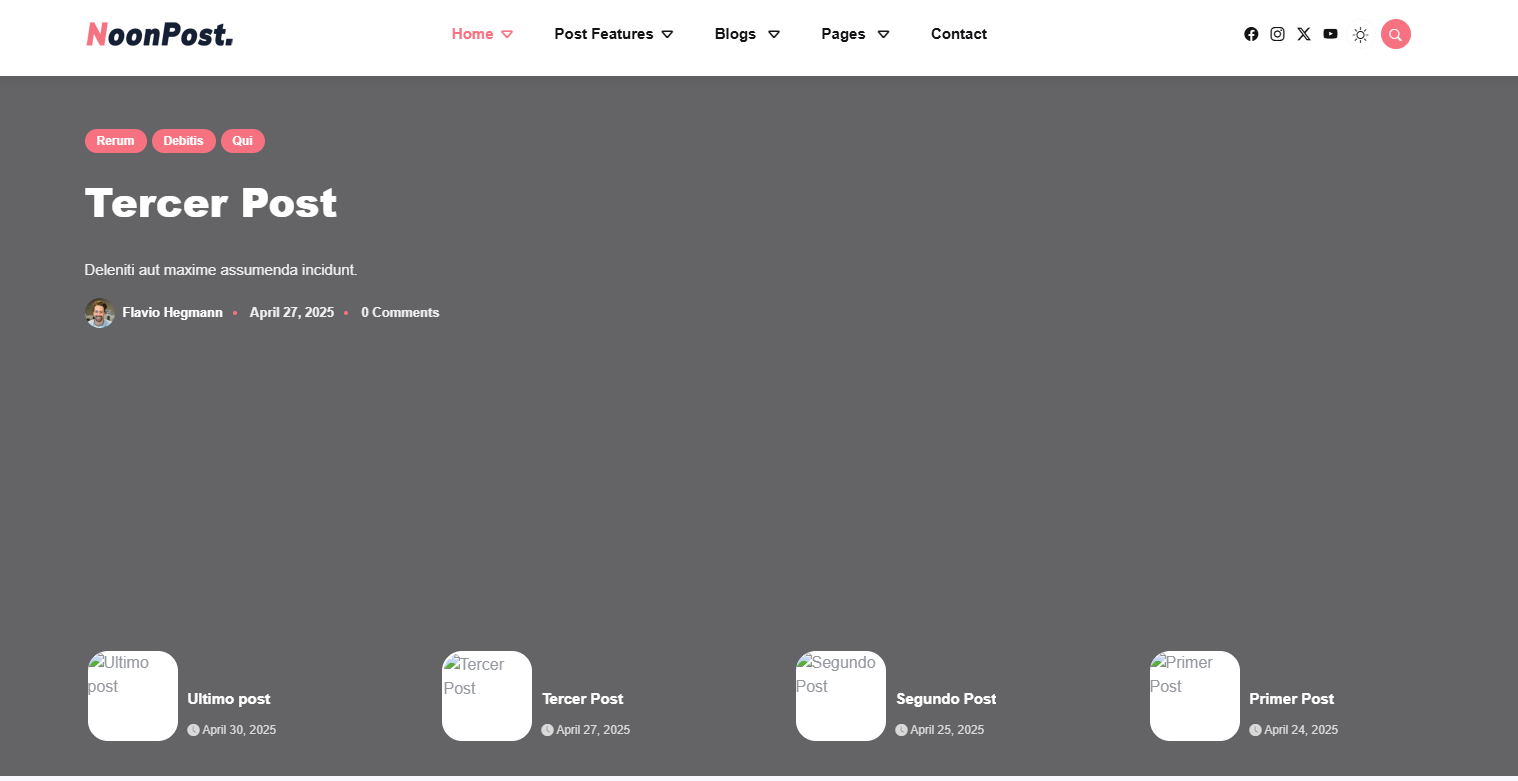 NoonPost.
Home Post Features Blogs Pages Contact
Rerum Debitis Qui
Tercer Post
Deleniti aut maxime assumenda incidunt.
Flavio Hegmann • April 27, 2025 • 0 Comments
Ultimo
post
Ultimo post
April 30, 2025
Tercer
Post
Tercer Post
April 27, 2025
Segundo
Post
Segundo Post
April 25, 2025
Primer
Post
Primer Post
April 24, 2025